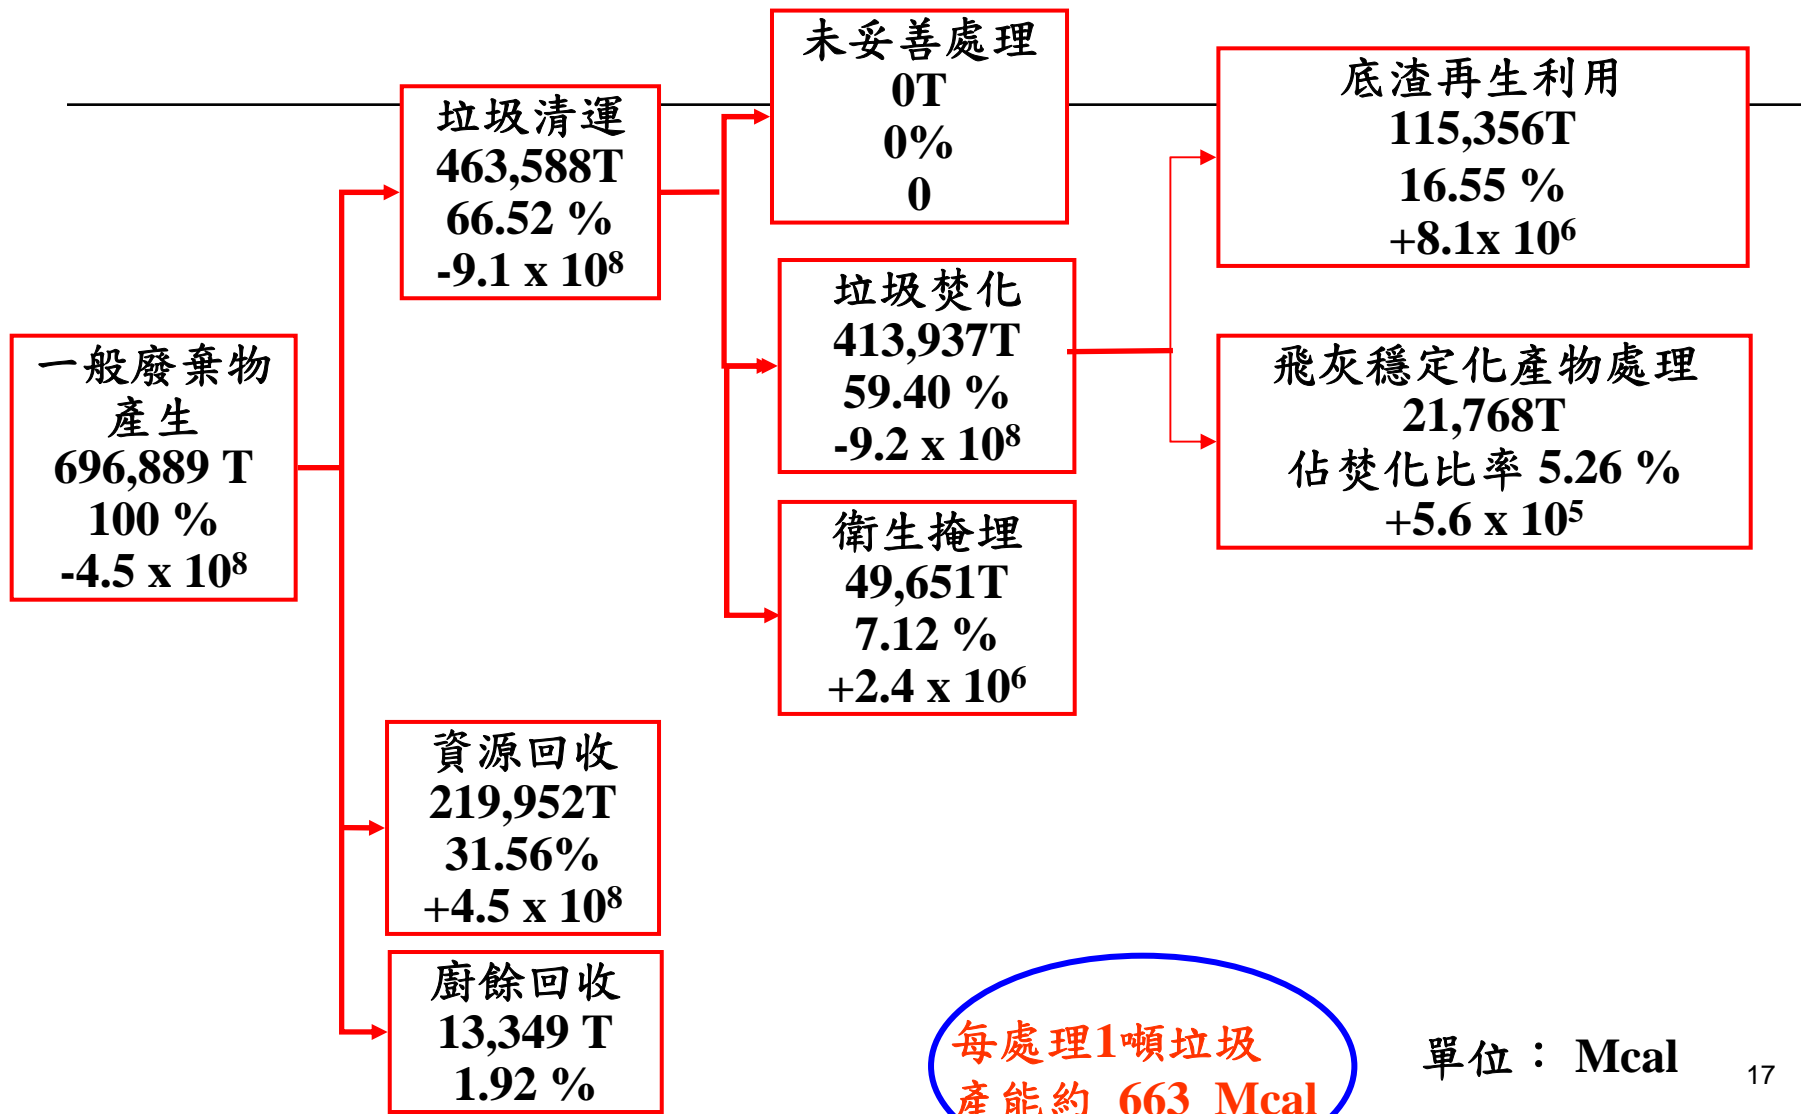 一般廢棄物
產生
696,889 T
100 %
-4.5 x 10⁸
垃圾清運
463,588T
66.52 %
-9.1 x 10⁸
資源回收
219,952T
31.56%
+4.5 x 10⁸
廚餘回收
13,349 T
1.92 %
未妥善處理
0T
0%
0
垃圾焚化
413,937T
59.40 %
-9.2 x 10⁸
衛生掩埋
49,651T
7.12 %
+2.4 x 10⁶
底渣再生利用
115,356T
16.55 %
+8.1x 10⁶
飛灰穩定化產物處理
21,768T
佔焚化比率 5.26 %
+5.6 x 10⁵
每處理1噸垃圾
產能約 663 Mcal
單位： Mcal
17